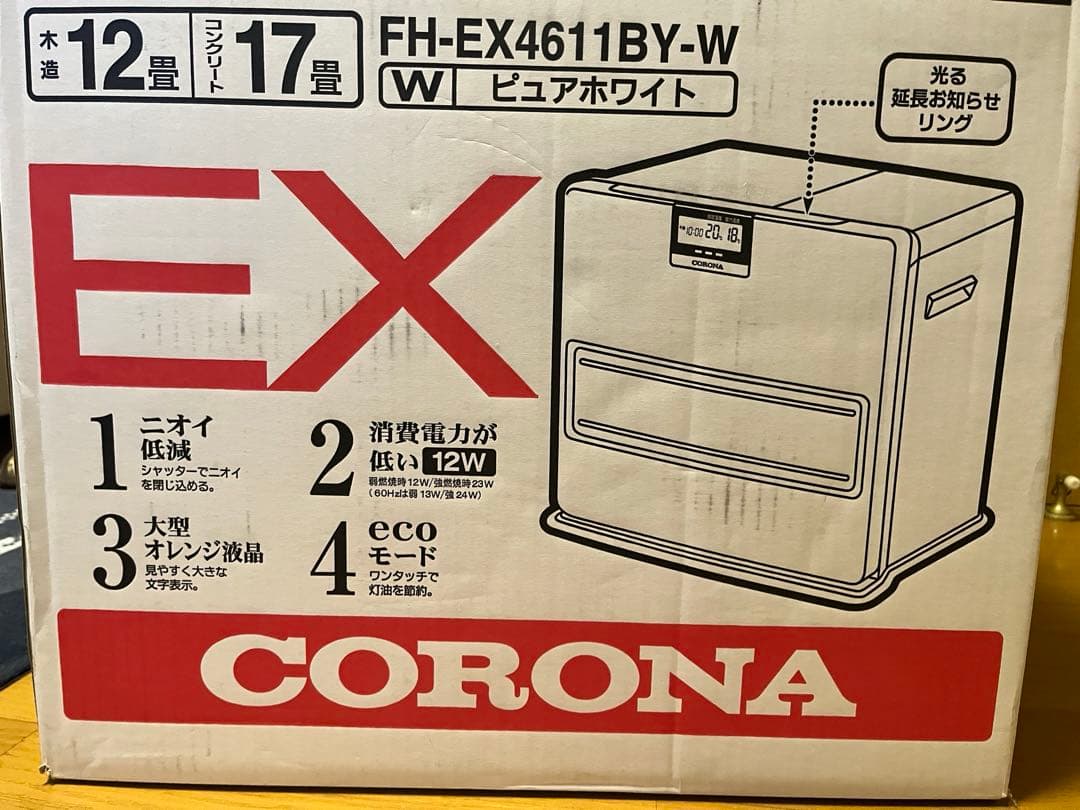 木造 12畳 コンクリート 17畳
FH-EX4611BY-W
W ピュアホワイト
光る
延長お知らせ
リング
10:00 20 18
CORONA
EX
1 ニオイ
低減
シャッターでニオイ
を閉じ込める。
2 消費電力が
低い 12W
弱燃焼時12W/強燃焼時23W
(60Hzは弱13W/強24W)
3 大型
オレンジ液晶
見やすく大きな
文字表示。
4 eco
モード
ワンタッチで
灯油を節約。
CORONA